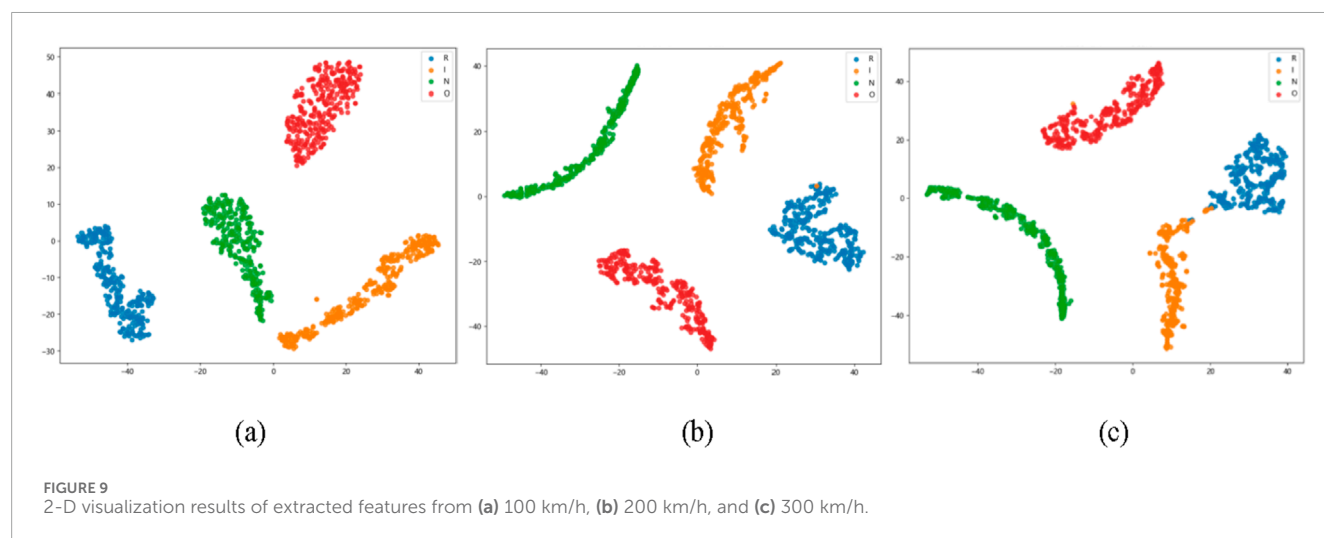 50
40
30
20
10
0
−10
−20
−30
−40
−20
0
20
40
R
I
N
O
(a)
40
20
0
−20
−40
−40
−20
0
20
40
R
I
N
O
(b)
40
20
0
−20
−40
−40
−20
0
20
40
R
I
N
O
(c)
FIGURE 9
2-D visualization results of extracted features from (a) 100 km/h, (b) 200 km/h, and (c) 300 km/h.